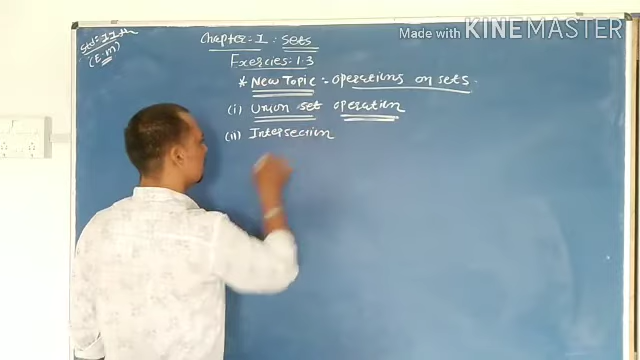 Made with KINEMASTER
Std:-11th
(E.m)
Chapter-1 : Sets
Exercies:-1.3
* New Topic :- Operations on sets.
(i) Union set operation
(ii) Intersection